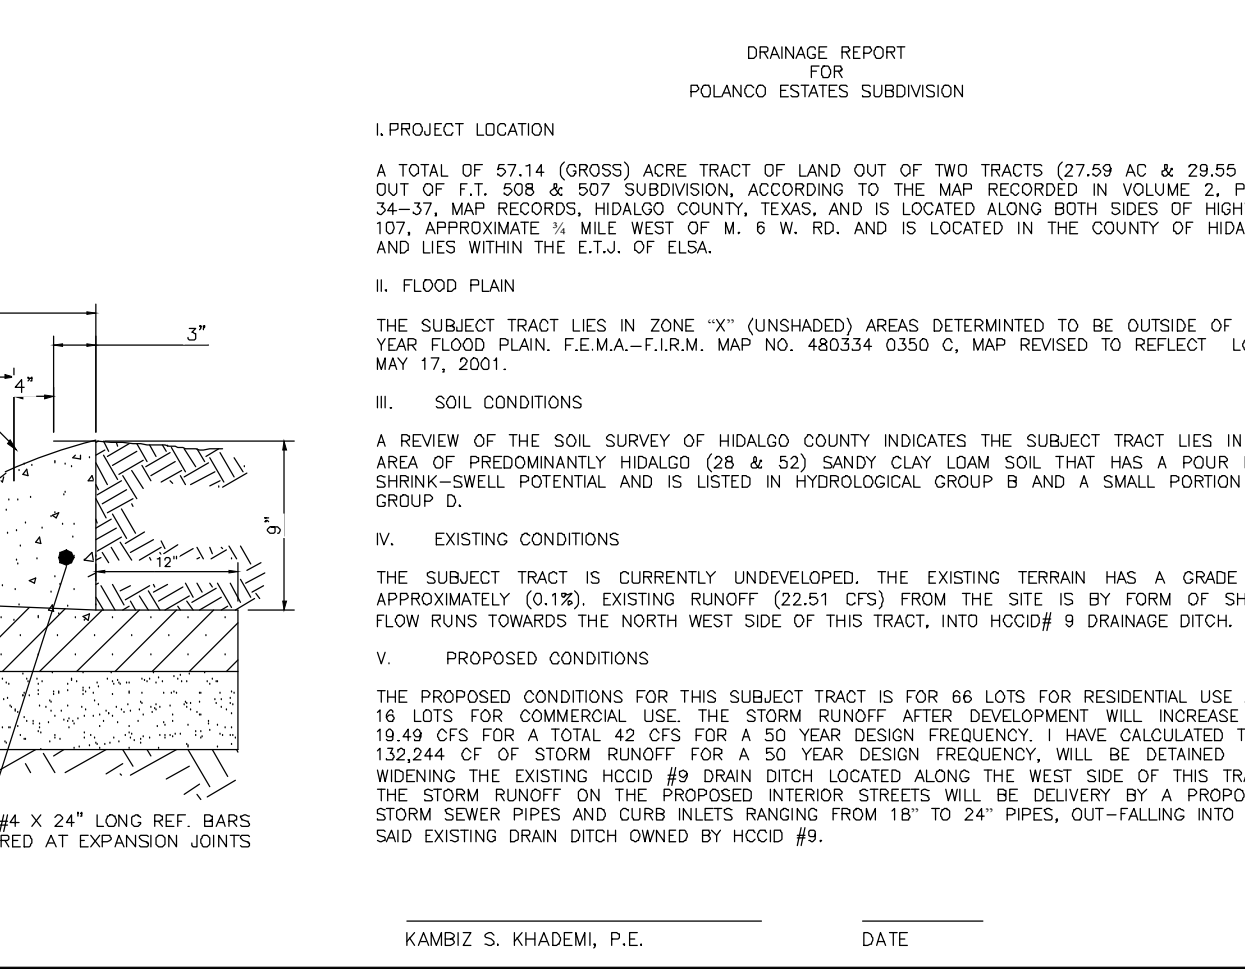 DRAINAGE REPORT
FOR
POLANCO ESTATES SUBDIVISION
I. PROJECT LOCATION
A TOTAL OF 57.14 (GROSS) ACRE TRACT OF LAND OUT OF TWO TRACTS (27.59 AC & 29.55
OUT OF F.T. 508 & 507 SUBDIVISION, ACCORDING TO THE MAP RECORDED IN VOLUME 2, P
34-37, MAP RECORDS, HIDALGO COUNTY, TEXAS, AND IS LOCATED ALONG BOTH SIDES OF HIGH
107, APPROXIMATE ¾ MILE WEST OF M. 6 W. RD. AND IS LOCATED IN THE COUNTY OF HIDA
AND LIES WITHIN THE E.T.J. OF ELSA.
II. FLOOD PLAIN
THE SUBJECT TRACT LIES IN ZONE “X” (UNSHADED) AREAS DETERMINTED TO BE OUTSIDE OF
YEAR FLOOD PLAIN. F.E.M.A.-F.I.R.M. MAP NO. 480334 0350 C, MAP REVISED TO REFLECT LO
MAY 17, 2001.
III. SOIL CONDITIONS
A REVIEW OF THE SOIL SURVEY OF HIDALGO COUNTY INDICATES THE SUBJECT TRACT LIES IN
AREA OF PREDOMINANTLY HIDALGO (28 & 52) SANDY CLAY LOAM SOIL THAT HAS A POUR
SHRINK-SWELL POTENTIAL AND IS LISTED IN HYDROLOGICAL GROUP B AND A SMALL PORTION
GROUP D.
IV. EXISTING CONDITIONS
THE SUBJECT TRACT IS CURRENTLY UNDEVELOPED. THE EXISTING TERRAIN HAS A GRADE
APPROXIMATELY (0.1%). EXISTING RUNOFF (22.51 CFS) FROM THE SITE IS BY FORM OF SH
FLOW RUNS TOWARDS THE NORTH WEST SIDE OF THIS TRACT, INTO HCCID# 9 DRAINAGE DITCH.
V. PROPOSED CONDITIONS
THE PROPOSED CONDITIONS FOR THIS SUBJECT TRACT IS FOR 66 LOTS FOR RESIDENTIAL USE
16 LOTS FOR COMMERCIAL USE. THE STORM RUNOFF AFTER DEVELOPMENT WILL INCREASE
19.49 CFS FOR A TOTAL 42 CFS FOR A 50 YEAR DESIGN FREQUENCY. I HAVE CALCULATED T
132,244 CF OF STORM RUNOFF FOR A 50 YEAR DESIGN FREQUENCY, WILL BE DETAINED
WIDENING THE EXISTING HCCID #9 DRAIN DITCH LOCATED ALONG THE WEST SIDE OF THIS TRA
THE STORM RUNOFF ON THE PROPOSED INTERIOR STREETS WILL BE DELIVERY BY A PROPO
STORM SEWER PIPES AND CURB INLETS RANGING FROM 18” TO 24” PIPES, OUT-FALLING INTO
SAID EXISTING DRAIN DITCH OWNED BY HCCID #9.
KAMBIZ S. KHADEMI, P.E.
DATE
3”
4”
9”
12"
#4 X 24" LONG REF. BARS
RED AT EXPANSION JOINTS